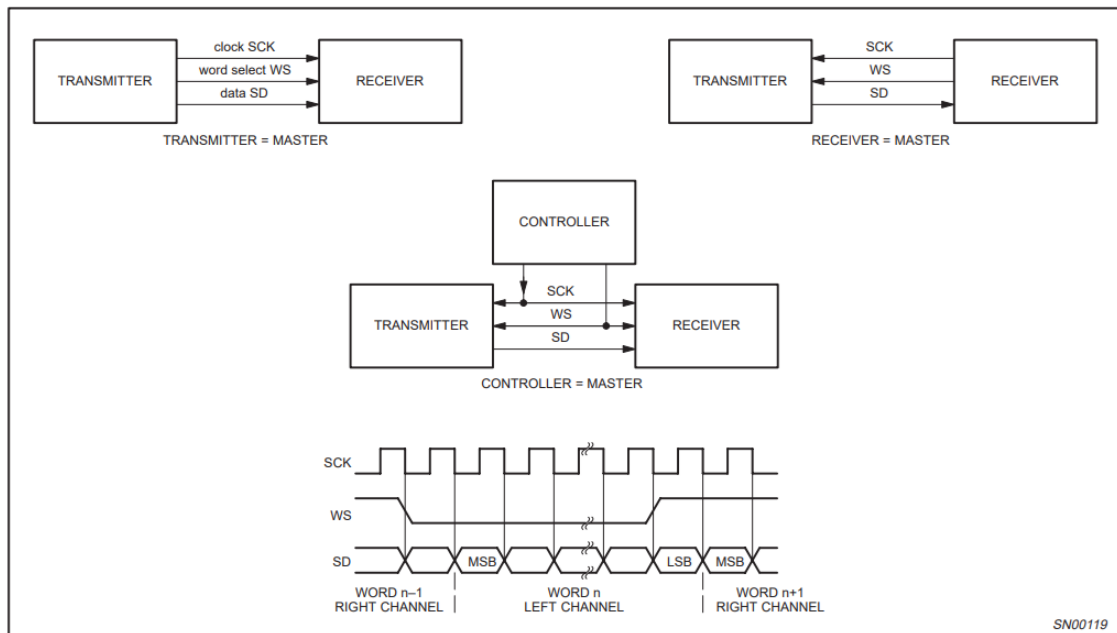 clock SCK
TRANSMITTER
word select WS
RECEIVER
data SD
TRANSMITTER = MASTER
SCK
TRANSMITTER
WS
RECEIVER
SD
RECEIVER = MASTER
CONTROLLER
SCK
TRANSMITTER
WS
RECEIVER
SD
CONTROLLER = MASTER
SCK
WS
SD
MSB
LSB
MSB
WORD n–1
RIGHT CHANNEL
WORD n
LEFT CHANNEL
WORD n+1
RIGHT CHANNEL
SN00119